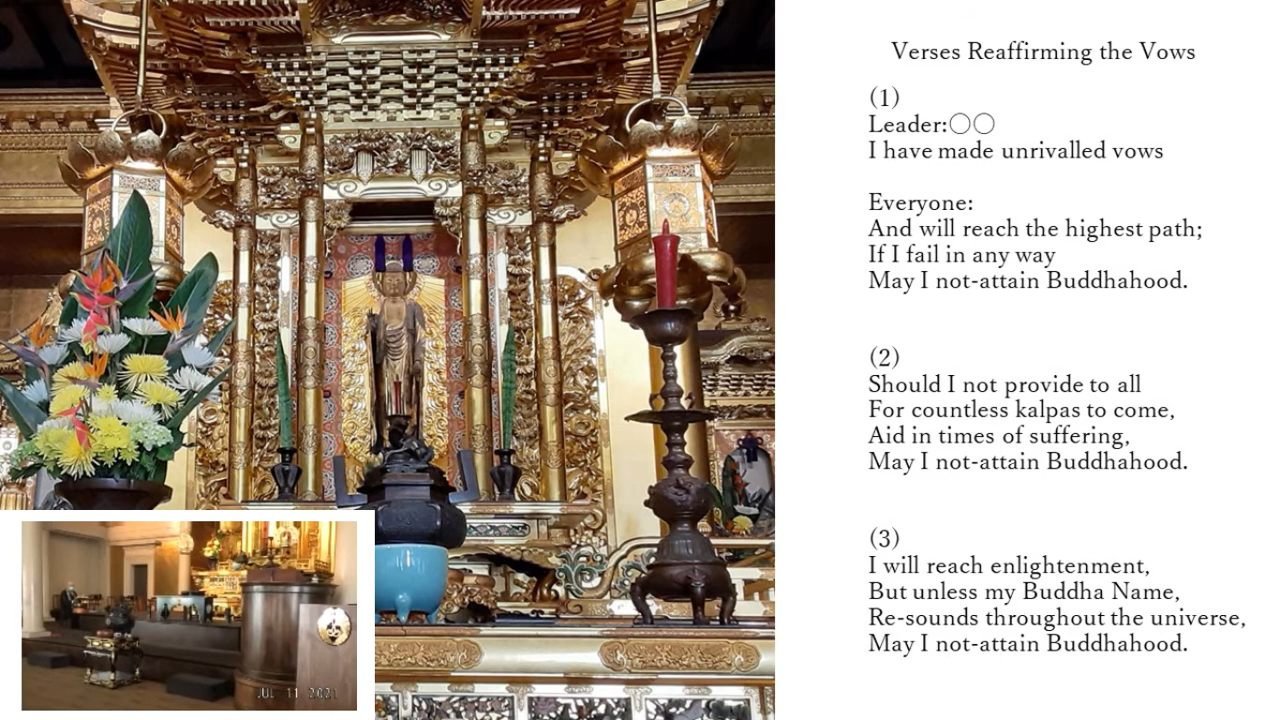 Verses Reaffirming the Vows
(1)
Leader:○○
I have made unrivalled vows
Everyone:
And will reach the highest path;
If I fail in any way
May I not-attain Buddhahood.
(2)
Should I not provide to all
For countless kalpas to come,
Aid in times of suffering,
May I not-attain Buddhahood.
(3)
I will reach enlightenment,
But unless my Buddha Name,
Re-sounds throughout the universe,
May I not-attain Buddhahood.
JUL 11 2021